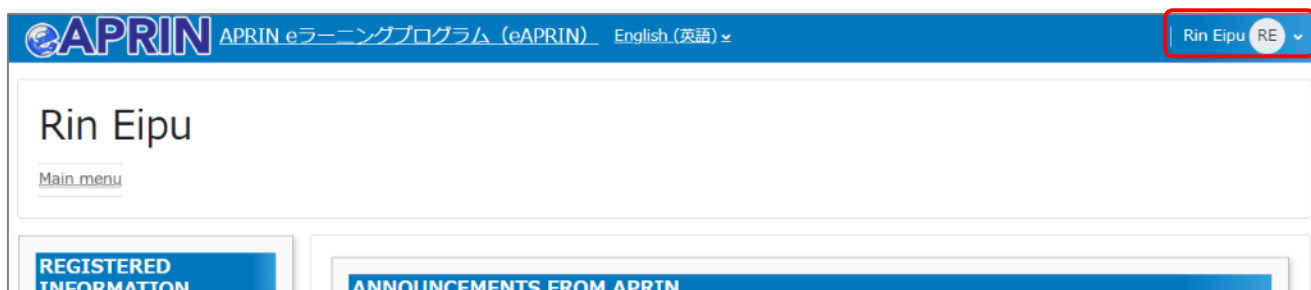 APRIN APRIN eラーニングプログラム（eAPRIN） English (英語) Rin Eipu RE
Rin Eipu
Main menu
REGISTERED
INFORMATION
ANNOUNCEMENTS FROM APRIN